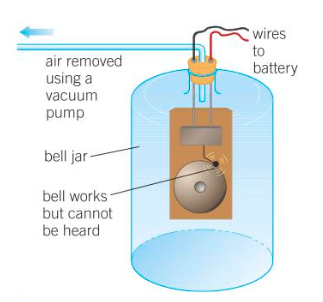 wires
to
battery
air removed
using a
vacuum
pump
bell jar
bell works
but cannot
be heard